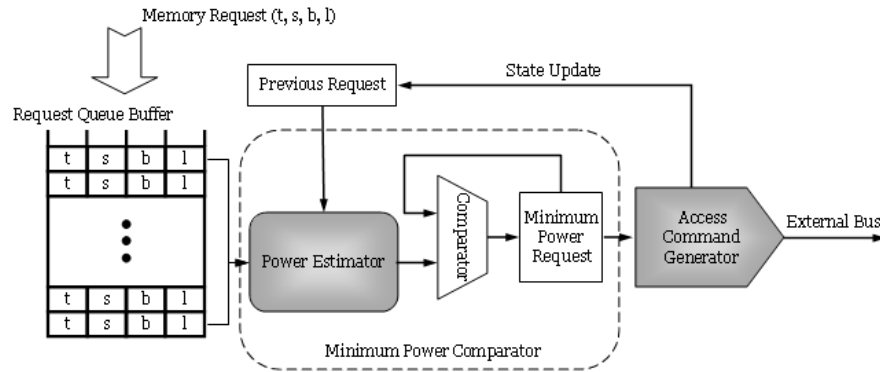 Memory Request (t, s, b, l)
State Update
Previous Request
Request Queue Buffer
t s b l
t s b l
Comparator
Minimum
Power
Request
Access
Command
Generator
External Bus
Power Estimator
t s b l
t s b l
Minimum Power Comparator